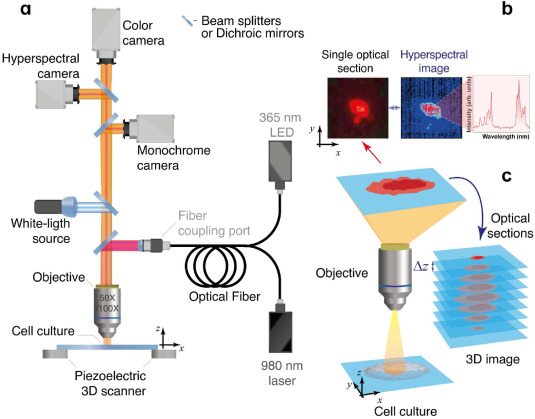 a
Color
camera
Beam splitters
or Dichroic mirrors
Hyperspectral
camera
Monochrome
camera
365 nm
LED
White-ligth
source
Fiber
coupling port
Objective
50X
/100X
Optical Fiber
Cell culture
z
x
Piezoelectric
3D scanner
980 nm
laser
b
Single optical
section
Hyperspectral
image
Intensity (arb. units)
Wavelength (nm)
y
x
c
Optical
sections
Δz
Objective
3D image
z
y
x
Cell culture